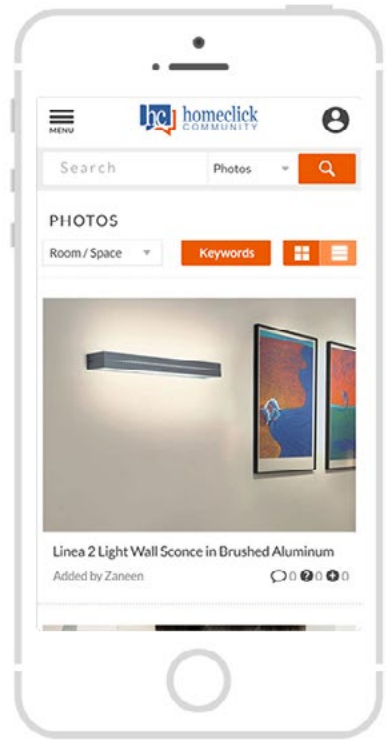 MENU
hc homeclick
COMMUNITY
Search Photos
PHOTOS
Room / Space Keywords
Linea 2 Light Wall Sconce in Brushed Aluminum
Added by Zaneen 0 0 0